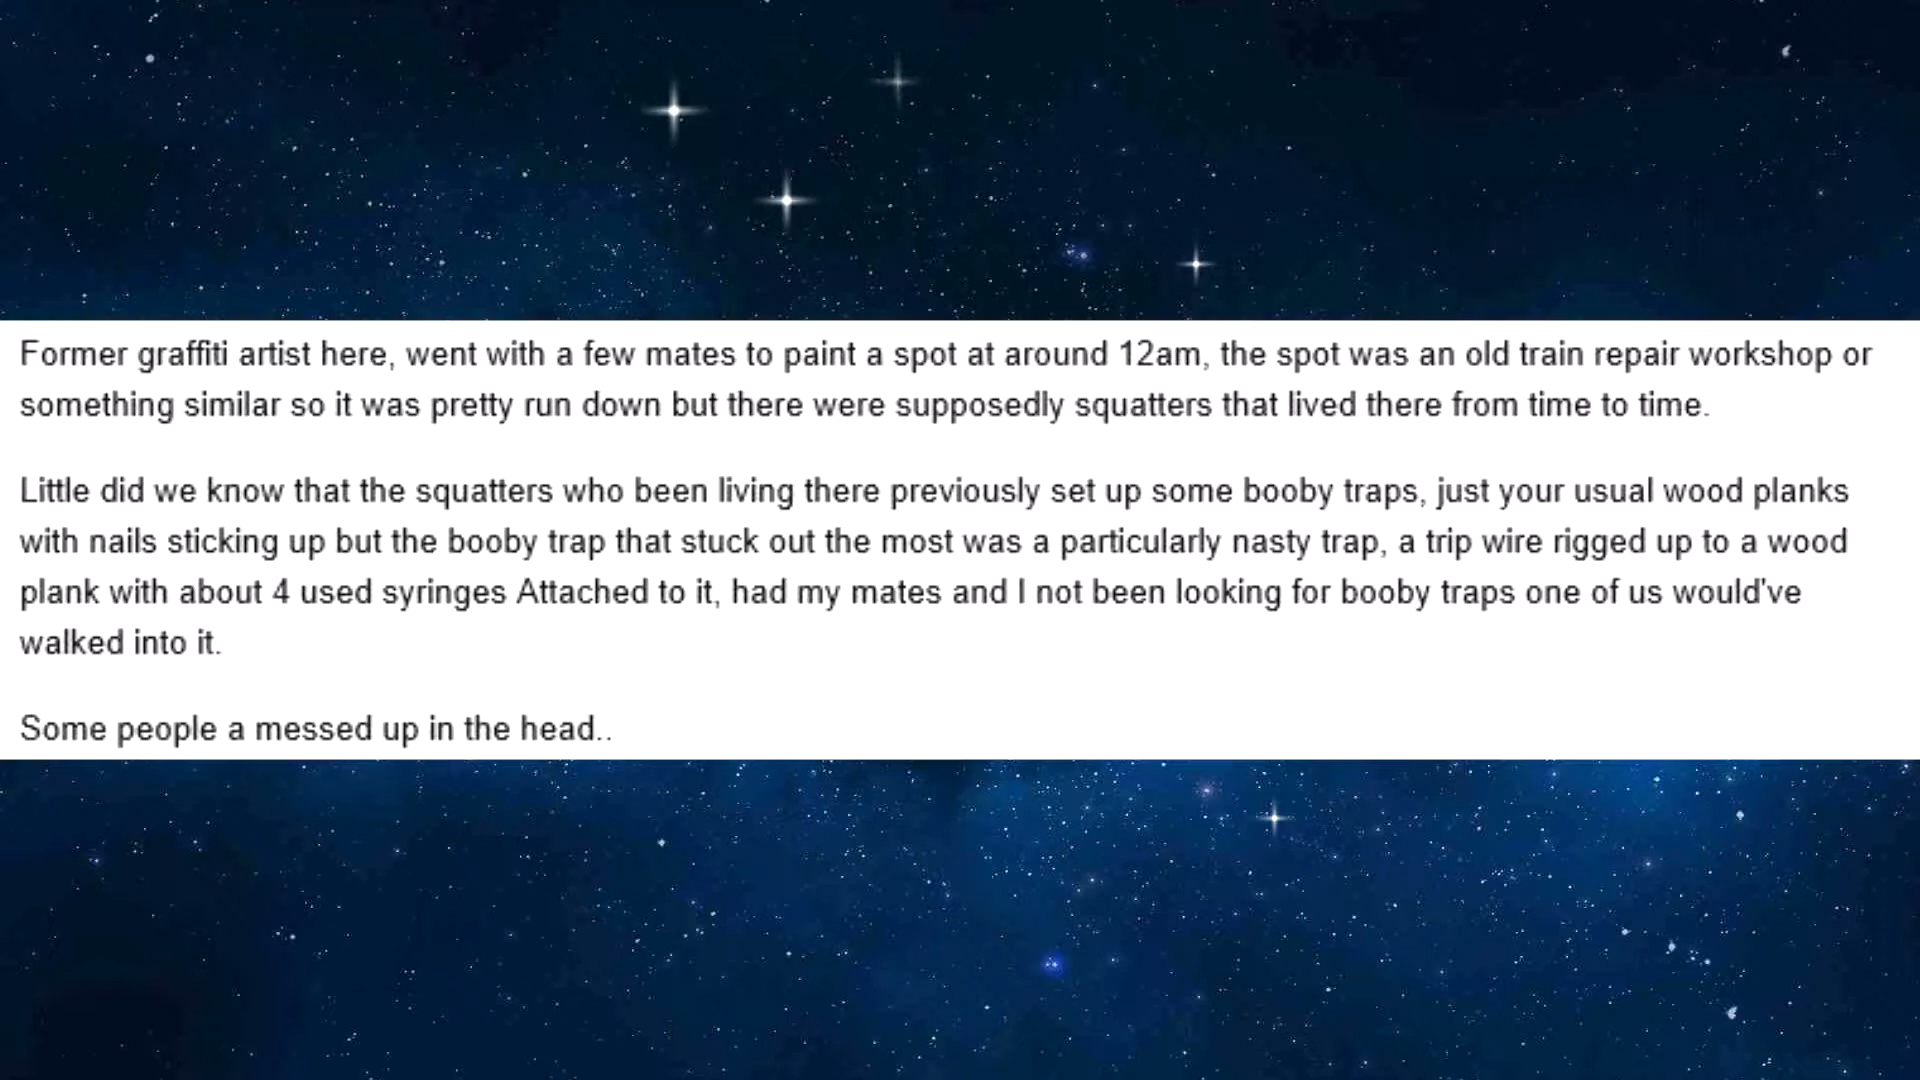 Former graffiti artist here, went with a few mates to paint a spot at around 12am, the spot was an old train repair workshop or
something similar so it was pretty run down but there were supposedly squatters that lived there from time to time.
Little did we know that the squatters who been living there previously set up some booby traps, just your usual wood planks
with nails sticking up but the booby trap that stuck out the most was a particularly nasty trap, a trip wire rigged up to a wood
plank with about 4 used syringes Attached to it, had my mates and I not been looking for booby traps one of us would've
walked into it.
Some people a messed up in the head..